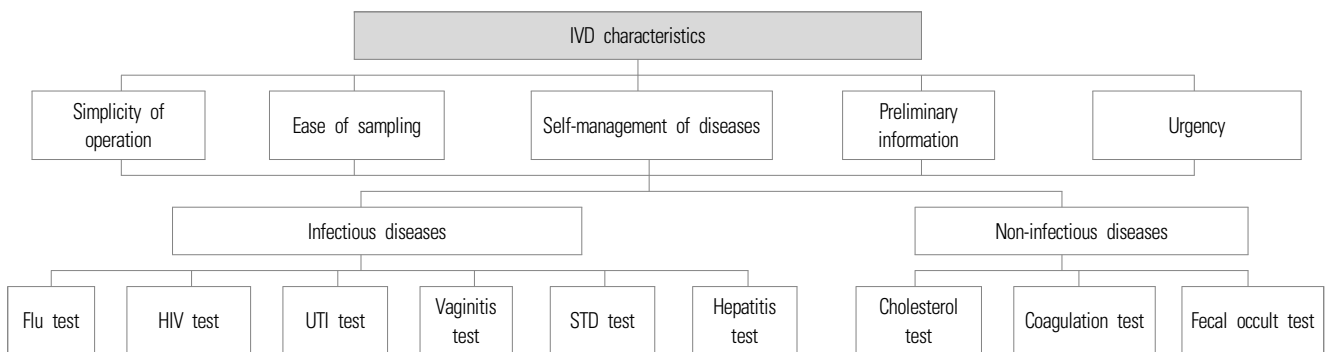 IVD characteristics
Simplicity of
operation
Ease of sampling
Self-management of diseases
Preliminary
information
Urgency
Infectious diseases
Non-infectious diseases
Flu test
HIV test
UTI test
Vaginitis
test
STD test
Hepatitis
test
Cholesterol
test
Coagulation test
Fecal occult test